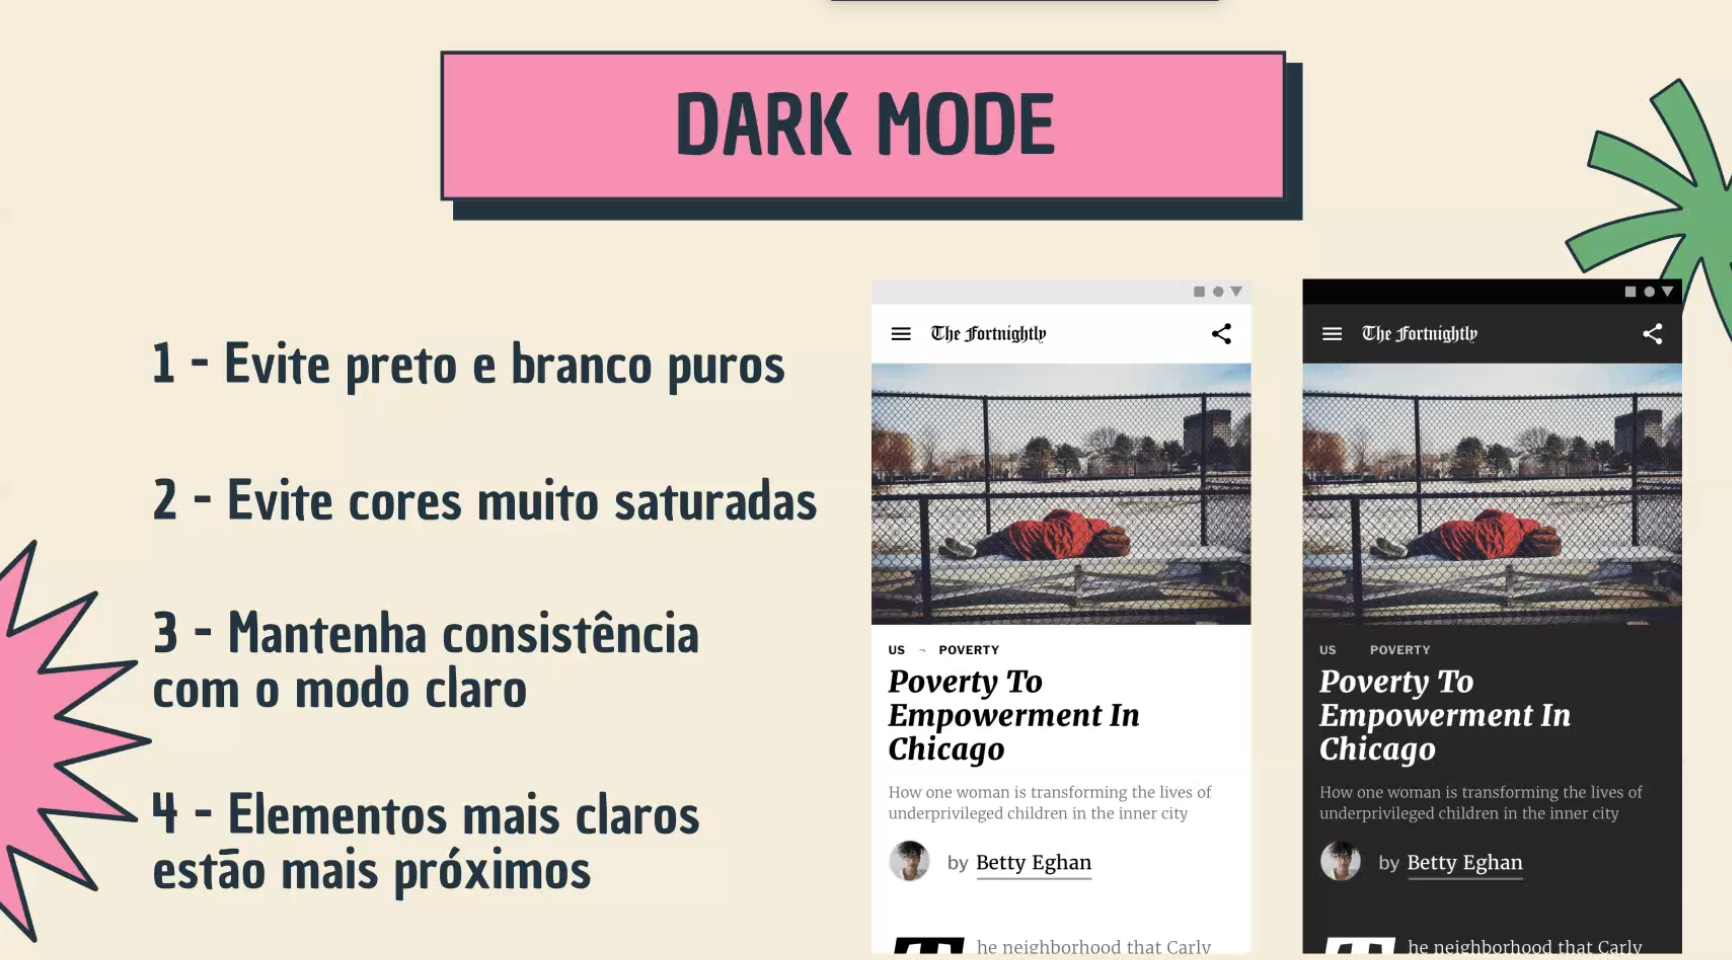 DARK MODE
1 - Evite preto e branco puros
2 - Evite cores muito saturadas
3 - Mantenha consistência
com o modo claro
4 - Elementos mais claros
estão mais próximos
The Fortnightly
US ¬ POVERTY
Poverty To
Empowerment In
Chicago
How one woman is transforming the lives of
underprivileged children in the inner city
by Betty Eghan
The neighborhood that Carly
The Fortnightly
US POVERTY
Poverty To
Empowerment In
Chicago
How one woman is transforming the lives of
underprivileged children in the inner city
by Betty Eghan
The neighborhood that Carly